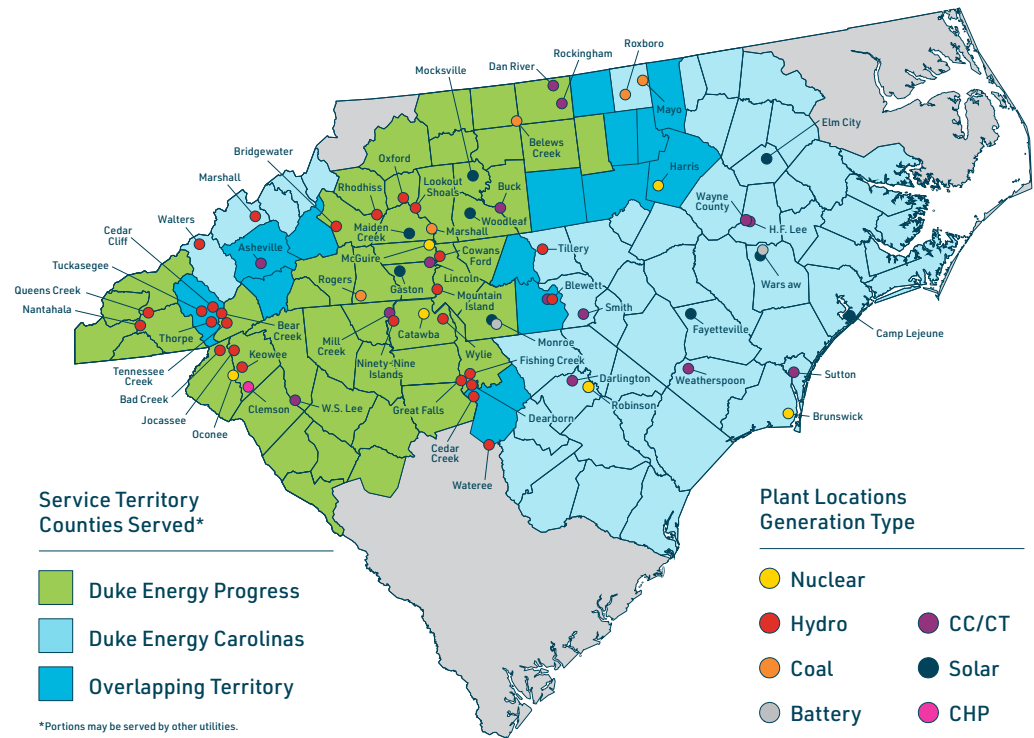 Roxboro
Rockingham
Dan River
Mocksville
Mayo
Elm City
Belews
Creek
Bridgewater
Oxford
Harris
Marshall
Rhodhiss
Lookout
Shoals
Buck
Wayne
County
Walters
Woodleaf
H.F. Lee
Cedar
Cliff
Maiden
Creek
Marshall
Asheville
McGuire
Cowans
Ford
Tillery
Tuckasegee
Rogers
Lincoln
Wars aw
Queens Creek
Gaston
Mountain
Island
Blewett
Nantahala
Smith
Fayetteville
Camp Lejeune
Thorpe
Bear
Creek
Mill
Creek
Catawba
Monroe
Keowee
Ninety-Nine
Islands
Wylie
Fishing Creek
Tennessee
Creek
Weatherspoon
Sutton
Darlington
Bad Creek
Clemson
W.S. Lee
Great Falls
Robinson
Jocassee
Dearborn
Brunswick
Oconee
Cedar
Creek
Wateree
Service Territory
Counties Served*
Duke Energy Progress
Duke Energy Carolinas
Overlapping Territory
*Portions may be served by other utilities.
Plant Locations
Generation Type
Nuclear
Hydro
CC/CT
Coal
Solar
Battery
CHP